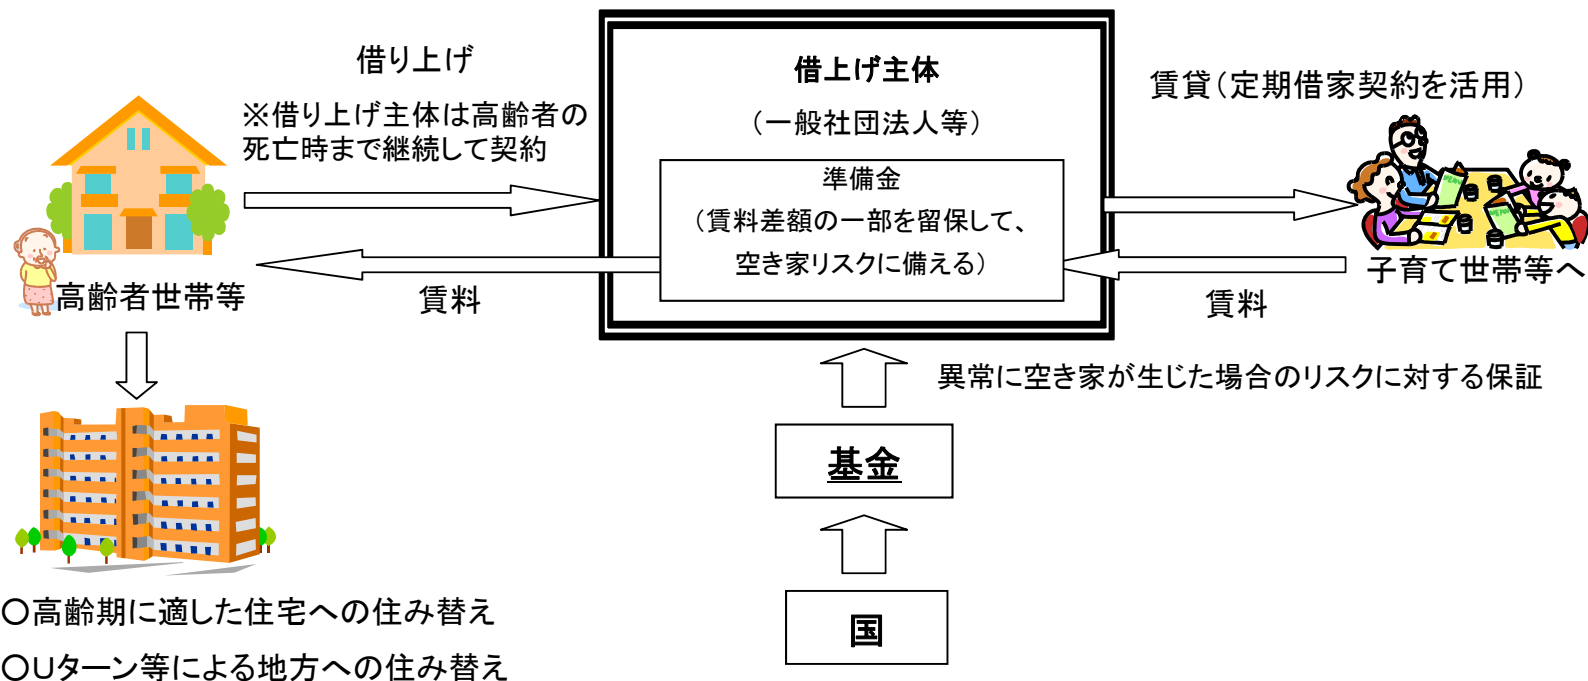 借り上げ
※借り上げ主体は高齢者の
死亡時まで継続して契約
借上げ主体
（一般社団法人等）
準備金
（賃料差額の一部を留保して、
空き家リスクに備える）
賃貸（定期借家契約を活用）
高齢者世帯等
賃料
賃料
子育て世帯等へ
異常に空き家が生じた場合のリスクに対する保証
基金
国
○高齢期に適した住宅への住み替え
○Uターン等による地方への住み替え